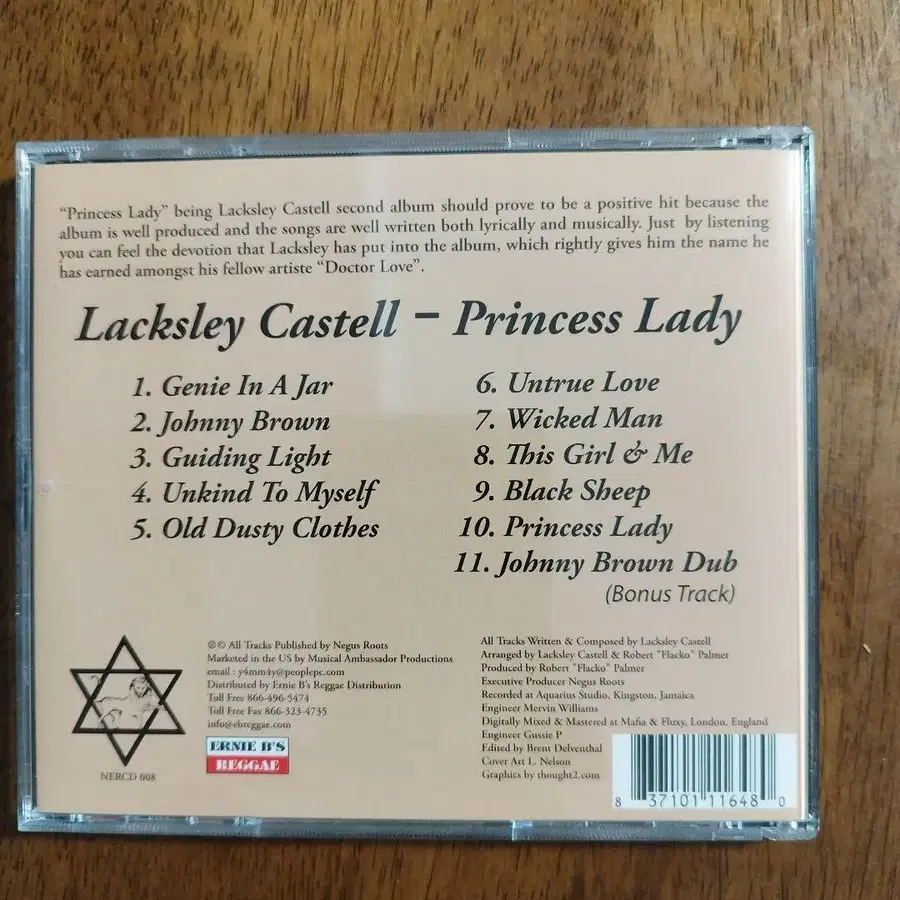 “Princess Lady” being Lacksley Castell second album should prove to be a positive hit because the
album is well produced and the songs are well written both lyrically and musically. Just by listening
you can feel the devotion that Lacksley has put into the album, which rightly gives him the name he
has earned amongst his fellow artiste “Doctor Love”.
Lacksley Castell – Princess Lady
1. Genie In A Jar
2. Johnny Brown
3. Guiding Light
4. Unkind To Myself
5. Old Dusty Clothes
6. Untrue Love
7. Wicked Man
8. This Girl & Me
9. Black Sheep
10. Princess Lady
11. Johnny Brown Dub
(Bonus Track)
NERCD 008
℗© All Tracks Published by Negus Roots
Marketed in the US by Musical Ambassador Productions
email : y4mm4y@peoplepc.com
Distributed by Ernie B's Reggae Distribution
Toll Free 866-496-5474
Toll Free Fax 866-323-4735
info@ebreggae.com
ERNIE B'S
REGGAE
All Tracks Written & Composed by Lacksley Castell
Arranged by Lacksley Castell & Robert "Flacko" Palmer
Produced by Robert "Flacko" Palmer
Executive Producer Negus Roots
Recorded at Aquarius Studio, Kingston, Jamaica
Engineer Mervin Williams
Digitally Mixed & Mastered at Mafia & Fluxy, London, England
Engineer Gussie P
Edited by Brent Delventhal
Cover Art L. Nelson
Graphics by thought2.com
8 37101 11648 0